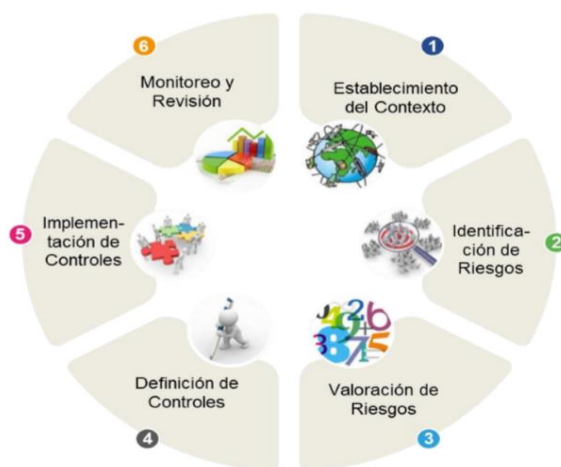 1
Establecimiento
del Contexto
2
Identifica-
ción de
Riesgos
3
Valoración de
Riesgos
4
Definición de
Controles
5
Implemen-
tación de
Controles
6
Monitoreo y
Revisión